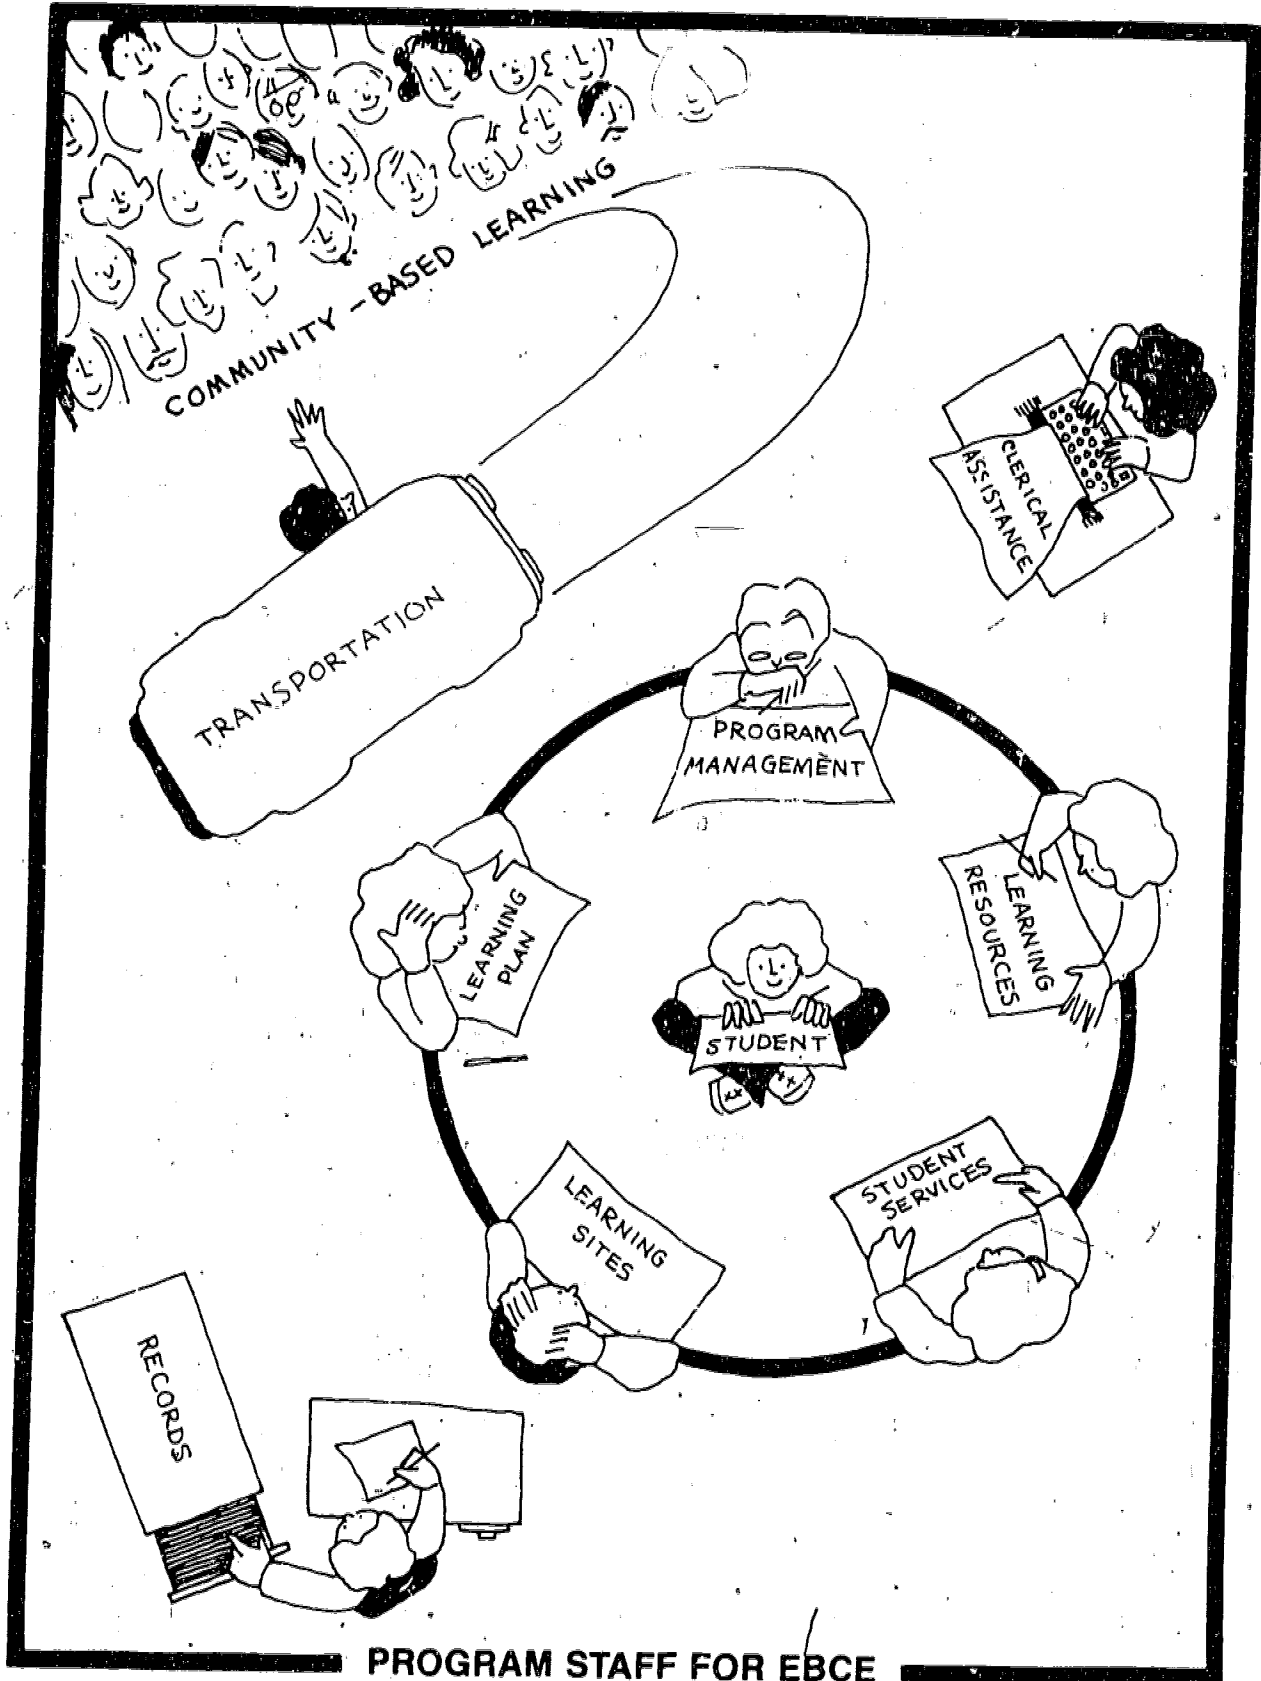 COMMUNITY - BASED LEARNING
CLERICAL
ASSISTANCE
TRANSPORTATION
PROGRAM
MANAGEMENT
LEARNING
PLAN
LEARNING
RESOURCES
STUDENT
LEARNING
SITES
STUDENT
SERVICES
RECORDS
PROGRAM STAFF FOR EBCE